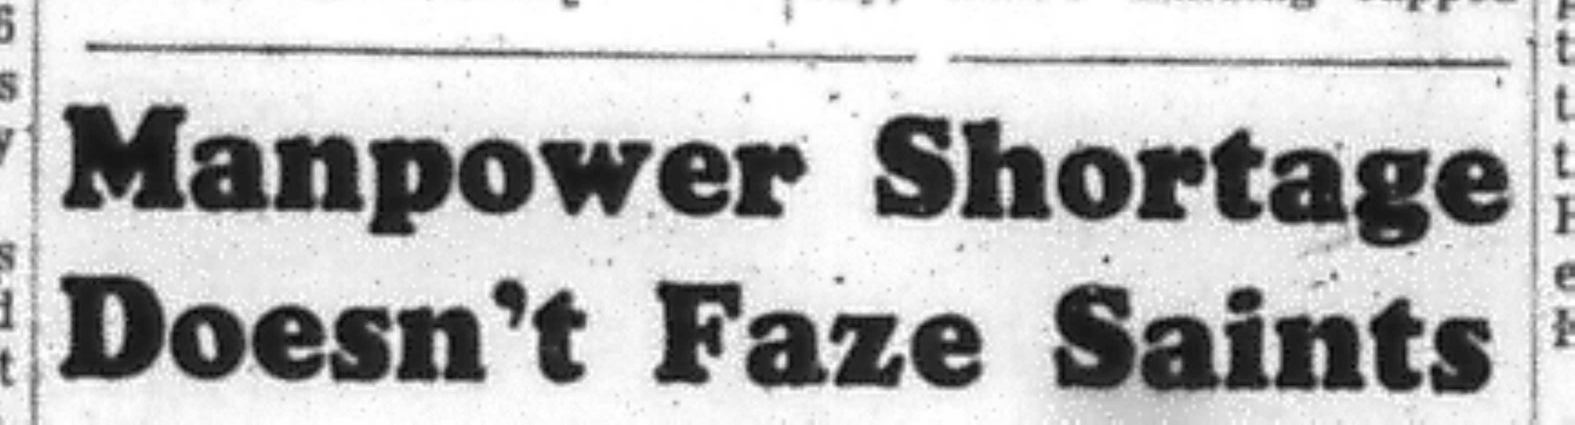 Manpower Shortage
Doesn't Faze Saints